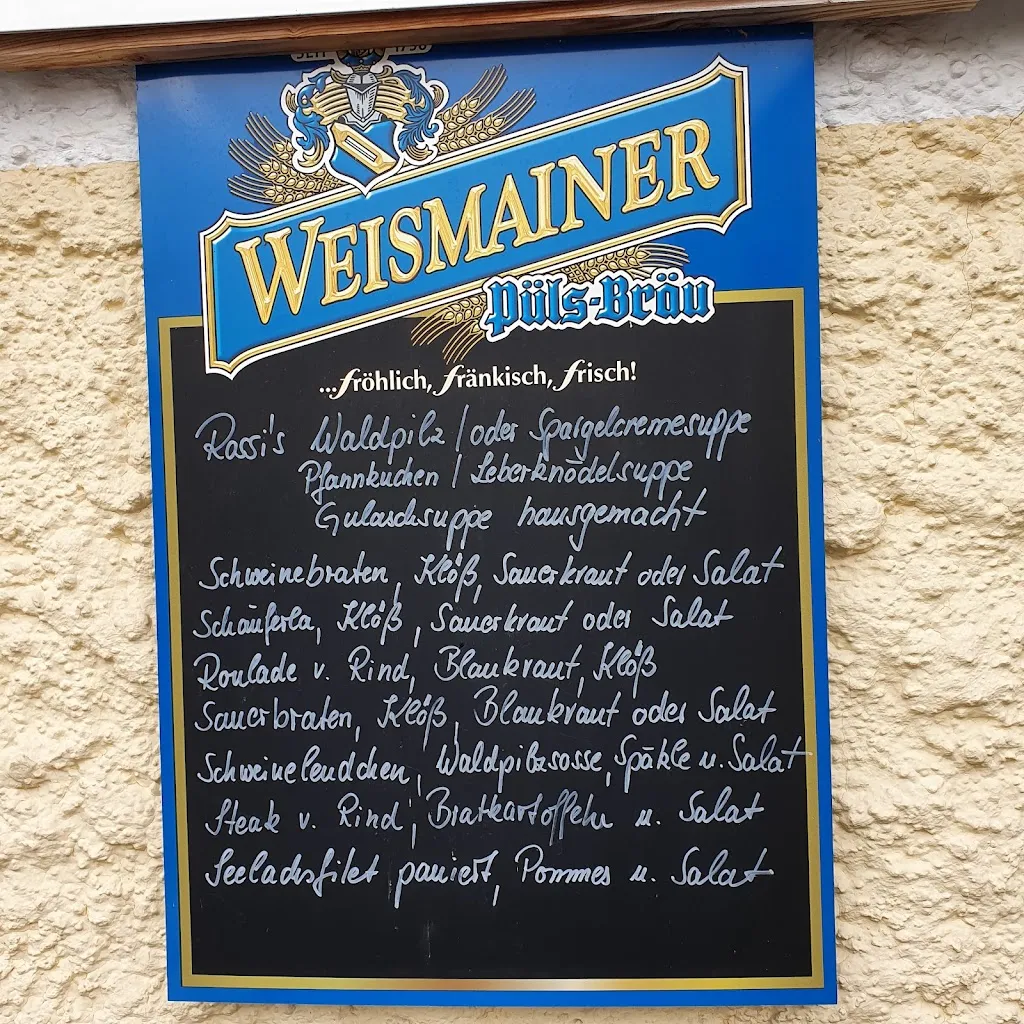 SEIT 1798
WEISMAINER
Püls-Bräu
...fröhlich, fränkisch, frisch!
Rossi's Waldpilz / oder Spargelcremesuppe
Pfannkuchen / Leberknödelsuppe
Gulaschsuppe hausgemacht
Schweinebraten, Klöß, Sauerkraut oder Salat
Schäuferla, Klöß, Sauerkraut oder Salat
Roulade v. Rind, Blaukraut, Klöß
Sauerbraten, Klöß, Blaukraut oder Salat
Schweinelendchen, Waldpilzsosse, Spätzle u. Salat
Steak v. Rind, Bratkartoffeln u. Salat
Seelachsfilet paniert, Pommes u. Salat